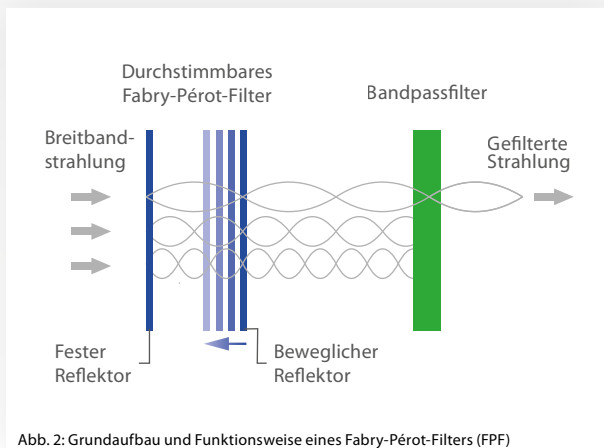 Durchstimmbares
Fabry-Pérot-Filter
Bandpassfilter
Breitband-
strahlung
Gefilterte
Strahlung
Fester
Reflektor
Beweglicher
Reflektor
Abb. 2: Grundaufbau und Funktionsweise eines Fabry-Pérot-Filters (FPF)